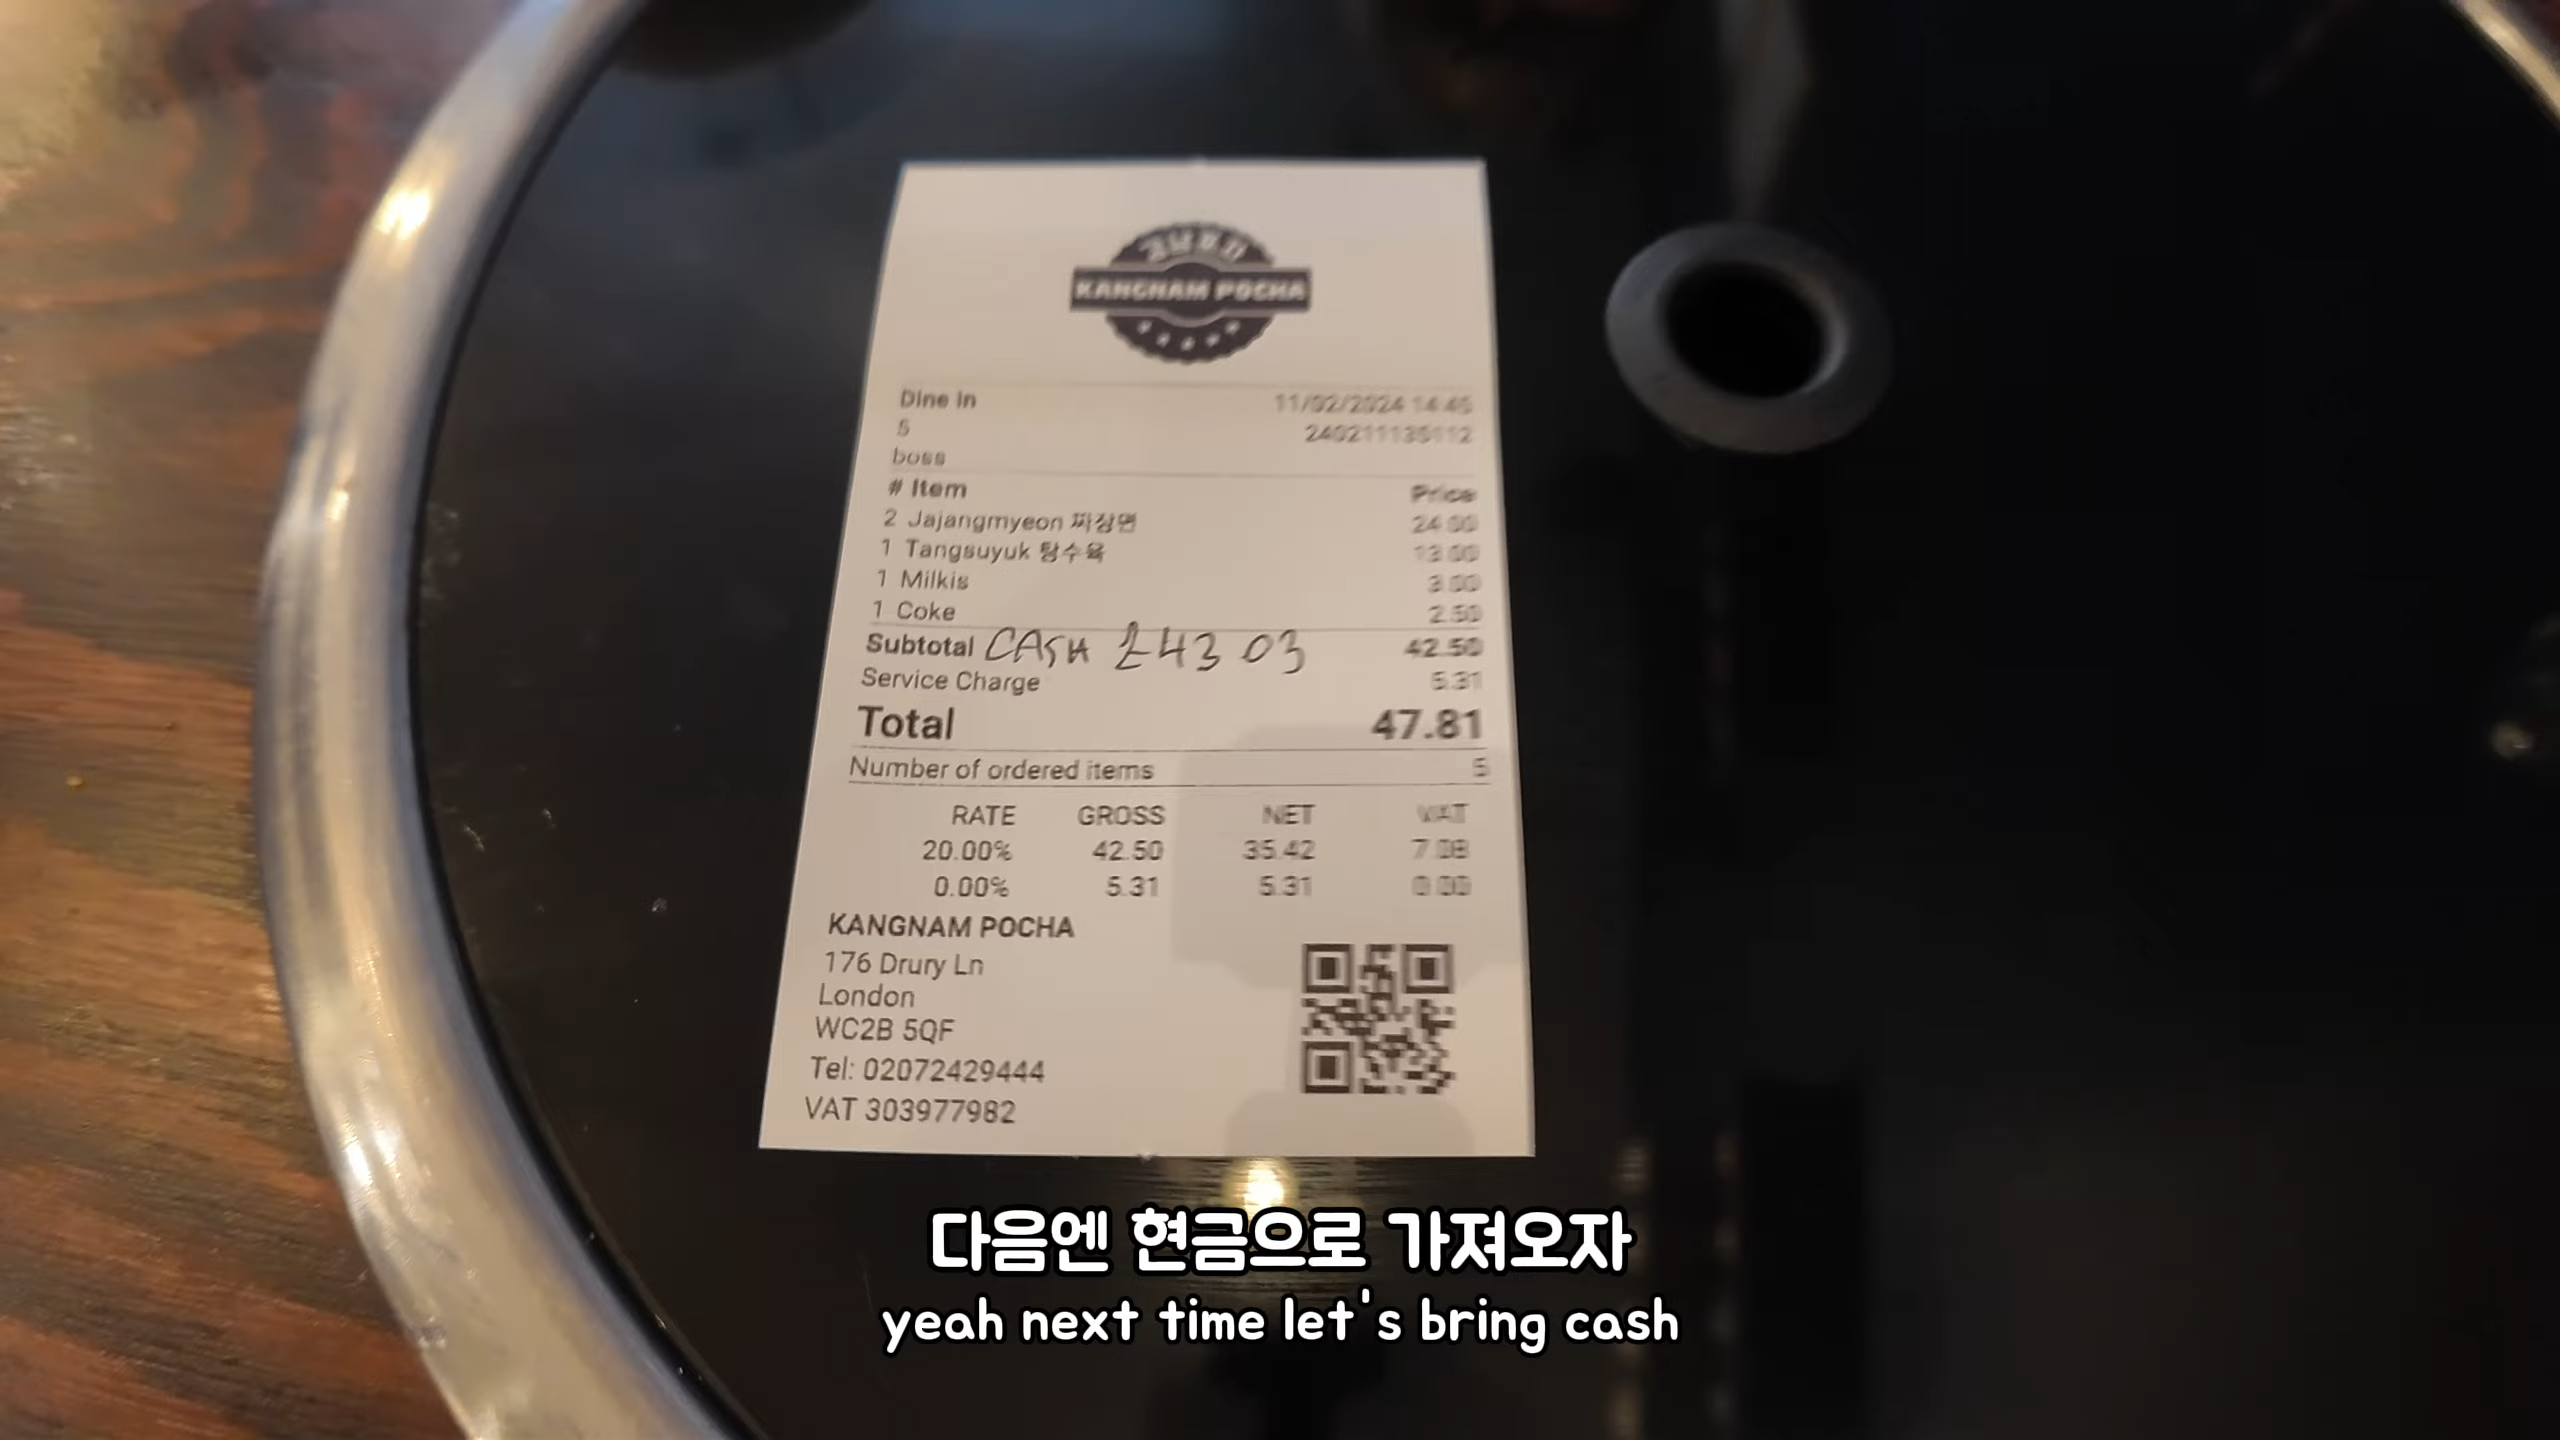 강남포차
KANGNAM POCHA
Dine In 11/02/2024 14:46
5 240211135112
boss
# Item Price
2 Jajangmyeon 짜장면 24.00
1 Tangsuyuk 탕수육 13.00
1 Milkis 3.00
1 Coke 2.50
Subtotal CASH £43 03 42.50
Service Charge 5.31
Total 47.81
Number of ordered items 5
RATE GROSS NET VAT
20.00% 42.50 35.42 7.08
0.00% 5.31 5.31 0.00
KANGNAM POCHA
176 Drury Ln
London
WC2B 5QF
Tel: 02072429444
VAT 303977982
다음엔 현금으로 가져오자
yeah next time let's bring cash